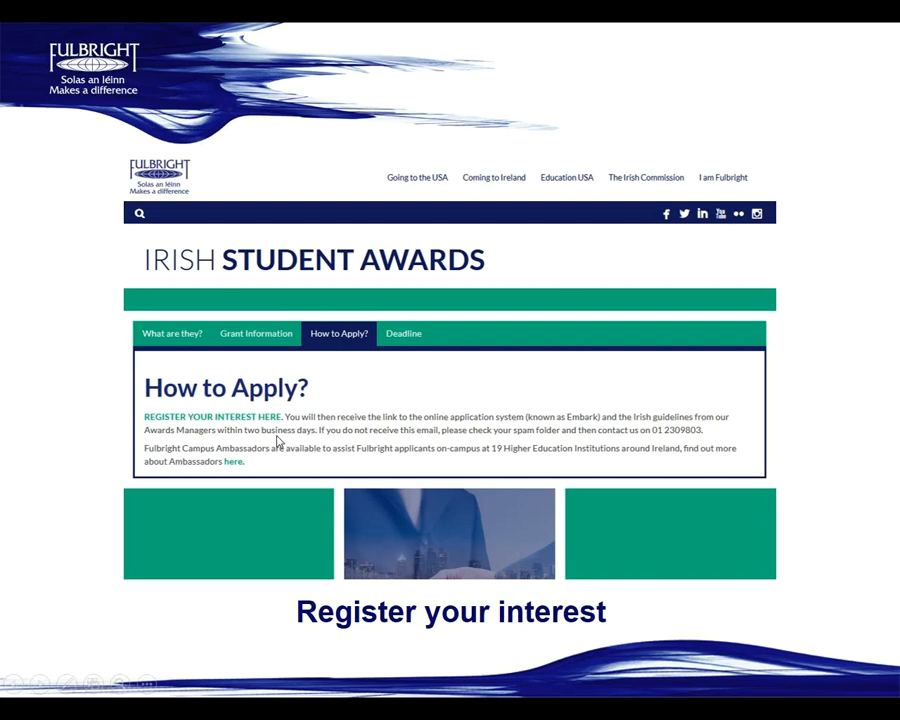 FULBRIGHT
Solas an léinn
Makes a difference
FULBRIGHT
Solas an léinn
Makes a difference
Going to the USA Coming to Ireland Education USA The Irish Commission I am Fulbright
IRISH STUDENT AWARDS
What are they? Grant Information How to Apply? Deadline
How to Apply?
REGISTER YOUR INTEREST HERE. You will then receive the link to the online application system (known as Embark) and the Irish guidelines from our
Awards Managers within two business days. If you do not receive this email, please check your spam folder and then contact us on 01 2309803.
Fulbright Campus Ambassadors are available to assist Fulbright applicants on-campus at 19 Higher Education Institutions around Ireland, find out more
about Ambassadors here.
Register your interest